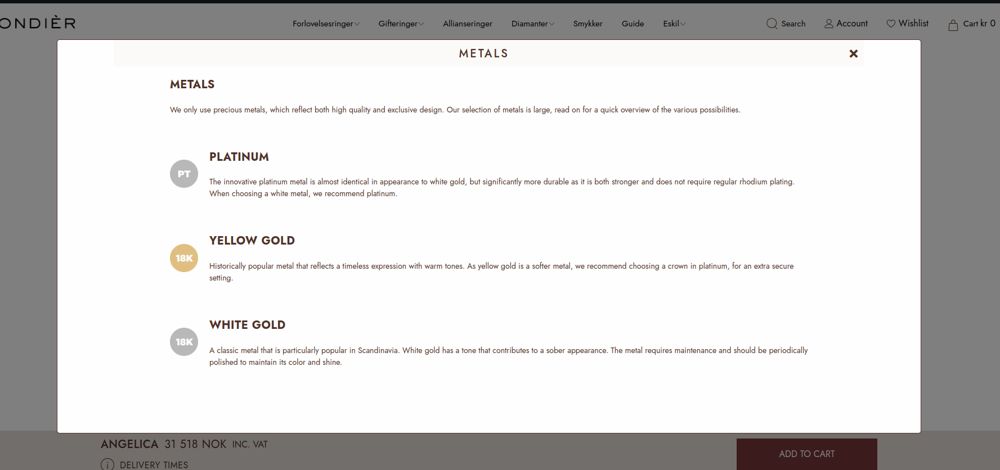 ONDIÈR
Forlovelsesringer Gifteringer Allianseringer Diamanter Smykker Guide Eskil Search Account Wishlist Cart kr 0
METALS
METALS
We only use precious metals, which reflect both high quality and exclusive design. Our selection of metals is large, read on for a quick overview of the various possibilities.
PLATINUM
PT
The innovative platinum metal is almost identical in appearance to white gold, but significantly more durable as it is both stronger and does not require regular rhodium plating.
When choosing a white metal, we recommend platinum.
YELLOW GOLD
18K
Historically popular metal that reflects a timeless expression with warm tones. As yellow gold is a softer metal, we recommend choosing a crown in platinum, for an extra secure
setting.
WHITE GOLD
18K
A classic metal that is particularly popular in Scandinavia. White gold has a tone that contributes to a sober appearance. The metal requires maintenance and should be periodically
polished to maintain its color and shine.
ANGELICA 31 518 NOK INC. VAT
ADD TO CART
DELIVERY TIMES